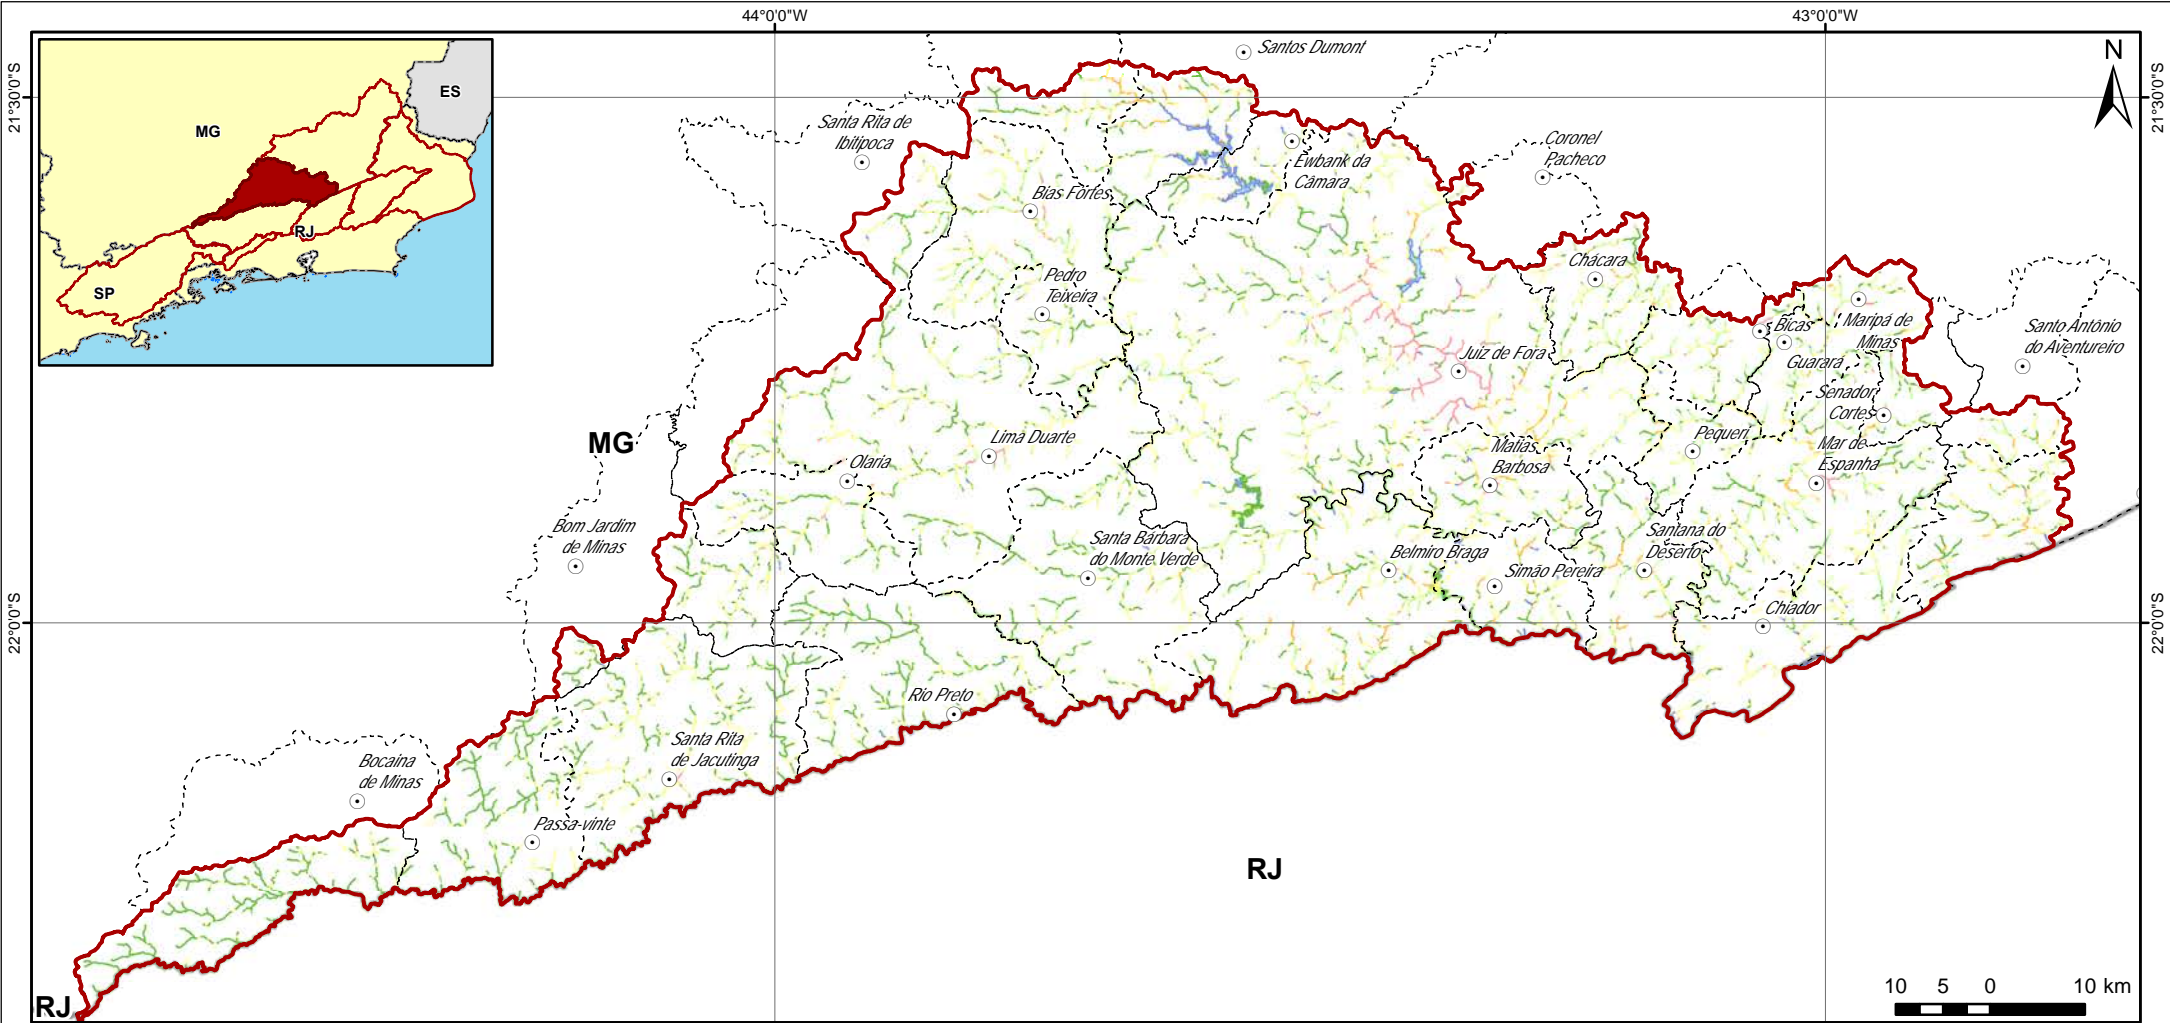 44°0'0"W
43°0'0"W
21°30'0"S
21°30'0"S
22°0'0"S
22°0'0"S
N
MG
ES
RJ
SP
Santos Dumont
Santa Rita de
Ibitipoca
Ewbank da
Câmara
Coronel
Pacheco
Bias Fortes
Pedro
Teixeira
Chácara
Bicas
Maripá de
Minas
Guarará
Santo Antônio
do Aventureiro
Juiz de Fora
Senador
Cortes
MG
Lima Duarte
Olaria
Matias
Barbosa
Pequeri
Mar de
Espanha
Bom Jardim
de Minas
Santa Bárbara
do Monte Verde
Belmiro Braga
Simão Pereira
Santana do
Deserto
Chiador
Rio Preto
Santa Rita
de Jacutinga
Bocaina
de Minas
Passa-vinte
RJ
RJ
10 5 0 10 km